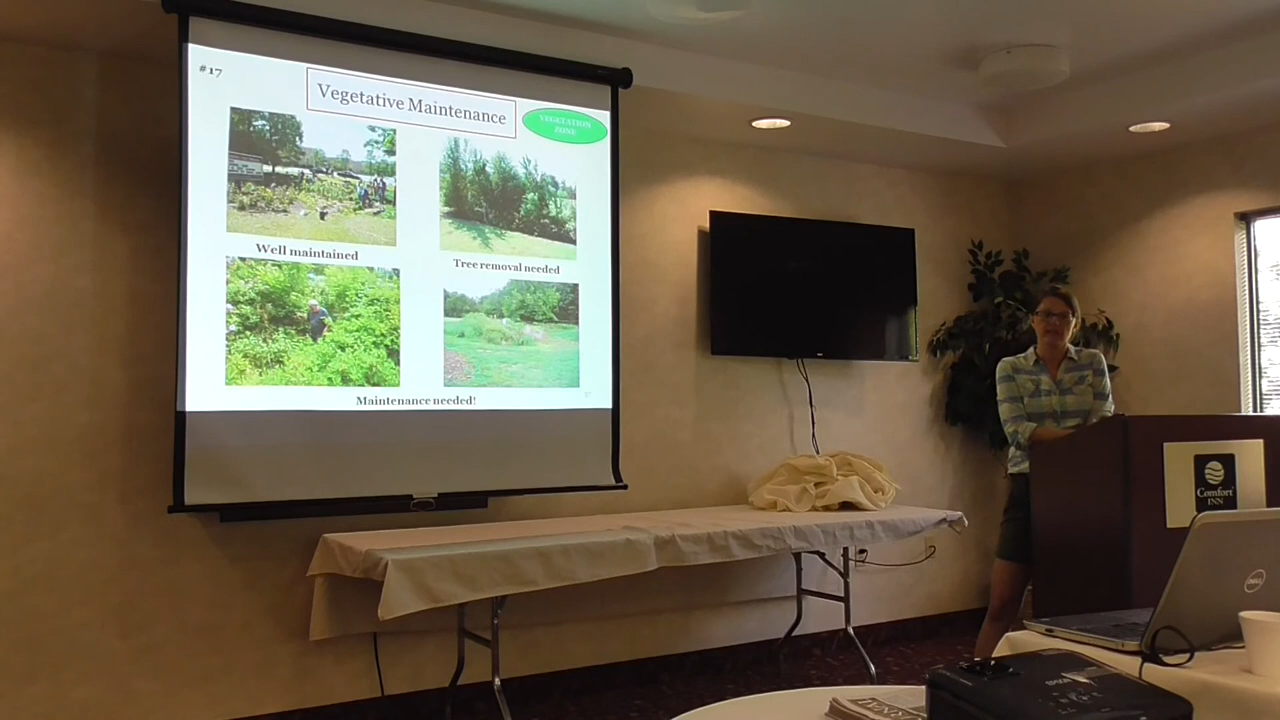 #17
Vegetative Maintenance
VEGETATION
ZONE
Well maintained
Tree removal needed
Maintenance needed!
Comfort
INN
DELL